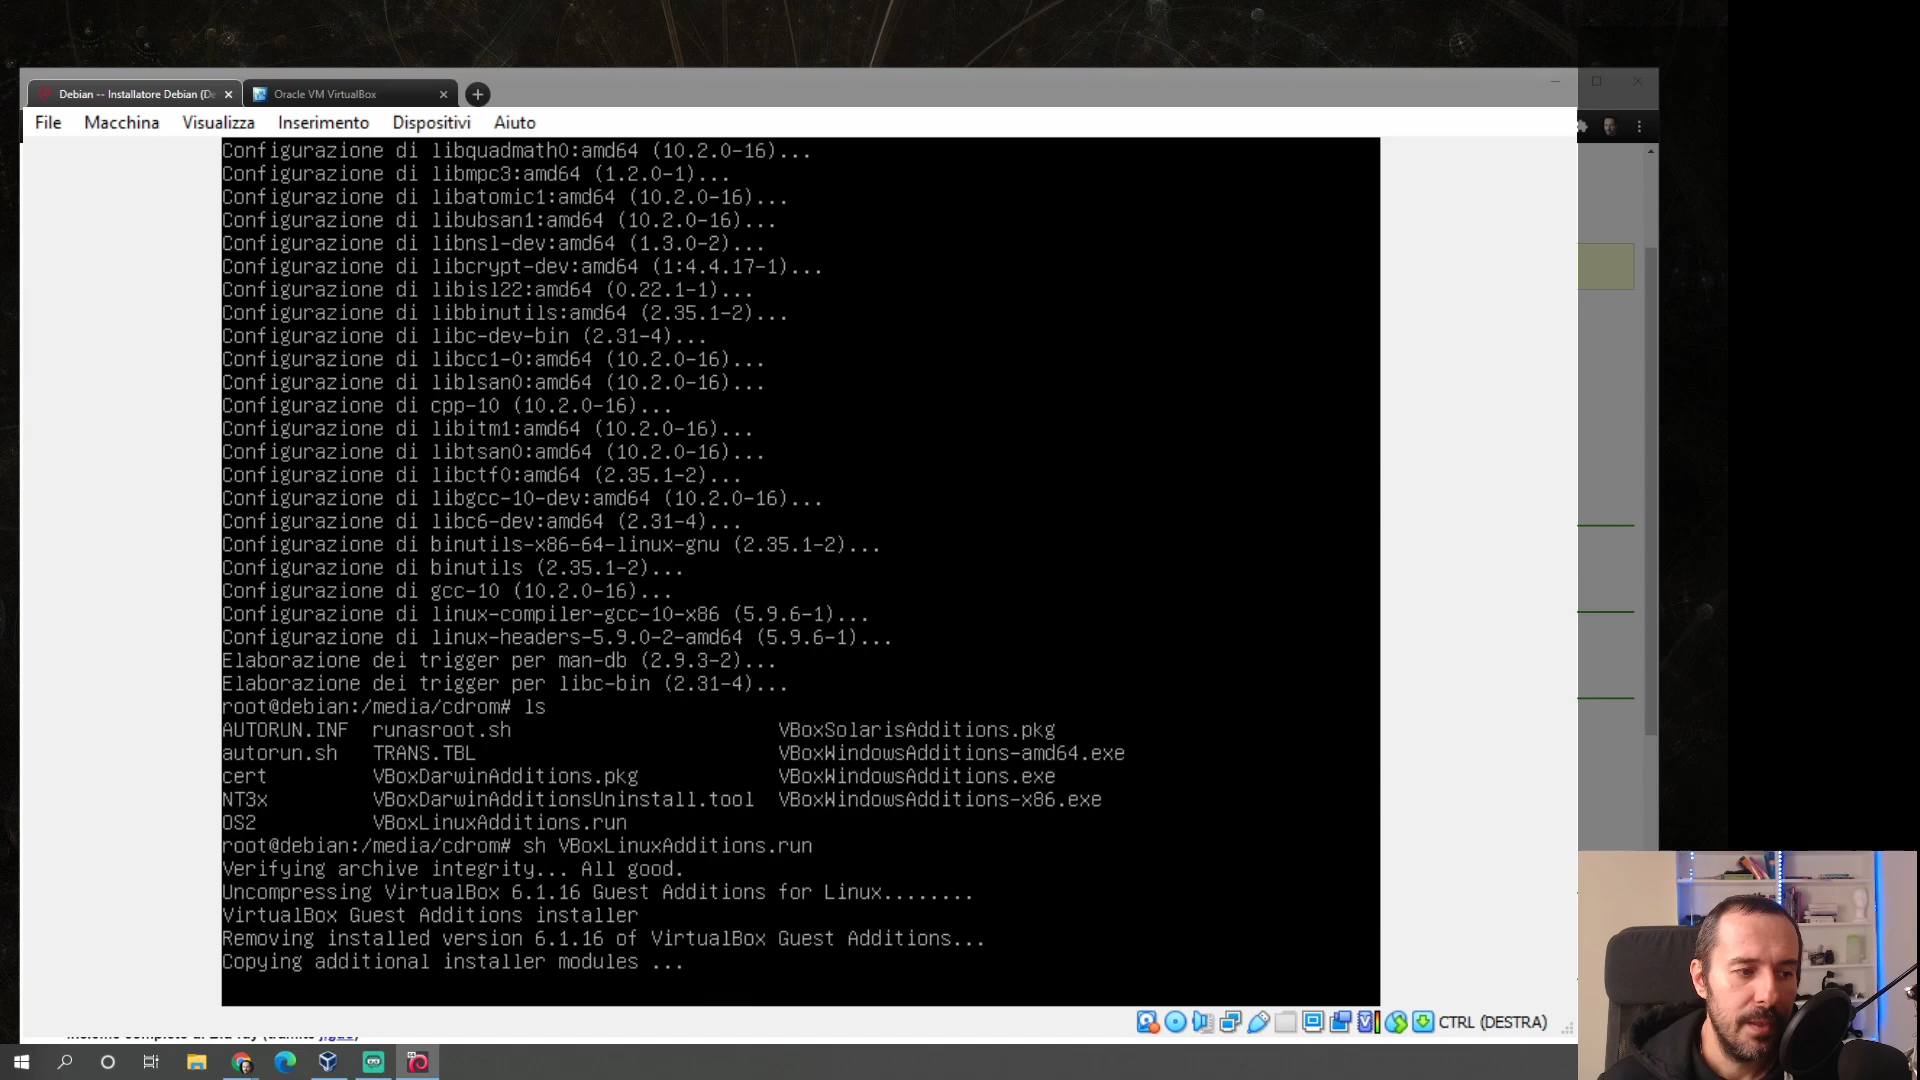 Debian -- Installatore Debian (De
Oracle VM VirtualBox
File Macchina Visualizza Inserimento Dispositivi Aiuto
Configurazione di libquadmath0:amd64 (10.2.0-16)...
Configurazione di libmpc3:amd64 (1.2.0-1)...
Configurazione di libatomic1:amd64 (10.2.0-16)...
Configurazione di libubsan1:amd64 (10.2.0-16)...
Configurazione di libnsl-dev:amd64 (1.3.0-2)...
Configurazione di libcrypt-dev:amd64 (1:4.4.17-1)...
Configurazione di libisl22:amd64 (0.22.1-1)...
Configurazione di libbinutils:amd64 (2.35.1-2)...
Configurazione di libc-dev-bin (2.31-4)...
Configurazione di libcc1-0:amd64 (10.2.0-16)...
Configurazione di liblsan0:amd64 (10.2.0-16)...
Configurazione di cpp-10 (10.2.0-16)...
Configurazione di libitm1:amd64 (10.2.0-16)...
Configurazione di libtsan0:amd64 (10.2.0-16)...
Configurazione di libctf0:amd64 (2.35.1-2)...
Configurazione di libgcc-10-dev:amd64 (10.2.0-16)...
Configurazione di libc6-dev:amd64 (2.31-4)...
Configurazione di binutils-x86-64-linux-gnu (2.35.1-2)...
Configurazione di binutils (2.35.1-2)...
Configurazione di gcc-10 (10.2.0-16)...
Configurazione di linux-compiler-gcc-10-x86 (5.9.6-1)...
Configurazione di linux-headers-5.9.0-2-amd64 (5.9.6-1)...
Elaborazione dei trigger per man-db (2.9.3-2)...
Elaborazione dei trigger per libc-bin (2.31-4)...
root@debian:/media/cdrom# ls
AUTORUN.INF runasroot.sh VBoxSolarisAdditions.pkg
autorun.sh TRANS.TBL VBoxWindowsAdditions-amd64.exe
cert VBoxDarwinAdditions.pkg VBoxWindowsAdditions.exe
NT3x VBoxDarwinAdditionsUninstall.tool VBoxWindowsAdditions-x86.exe
OS2 VBoxLinuxAdditions.run
root@debian:/media/cdrom# sh VBoxLinuxAdditions.run
Verifying archive integrity... All good.
Uncompressing VirtualBox 6.1.16 Guest Additions for Linux........
VirtualBox Guest Additions installer
Removing installed version 6.1.16 of VirtualBox Guest Additions...
Copying additional installer modules ...
CTRL (DESTRA)